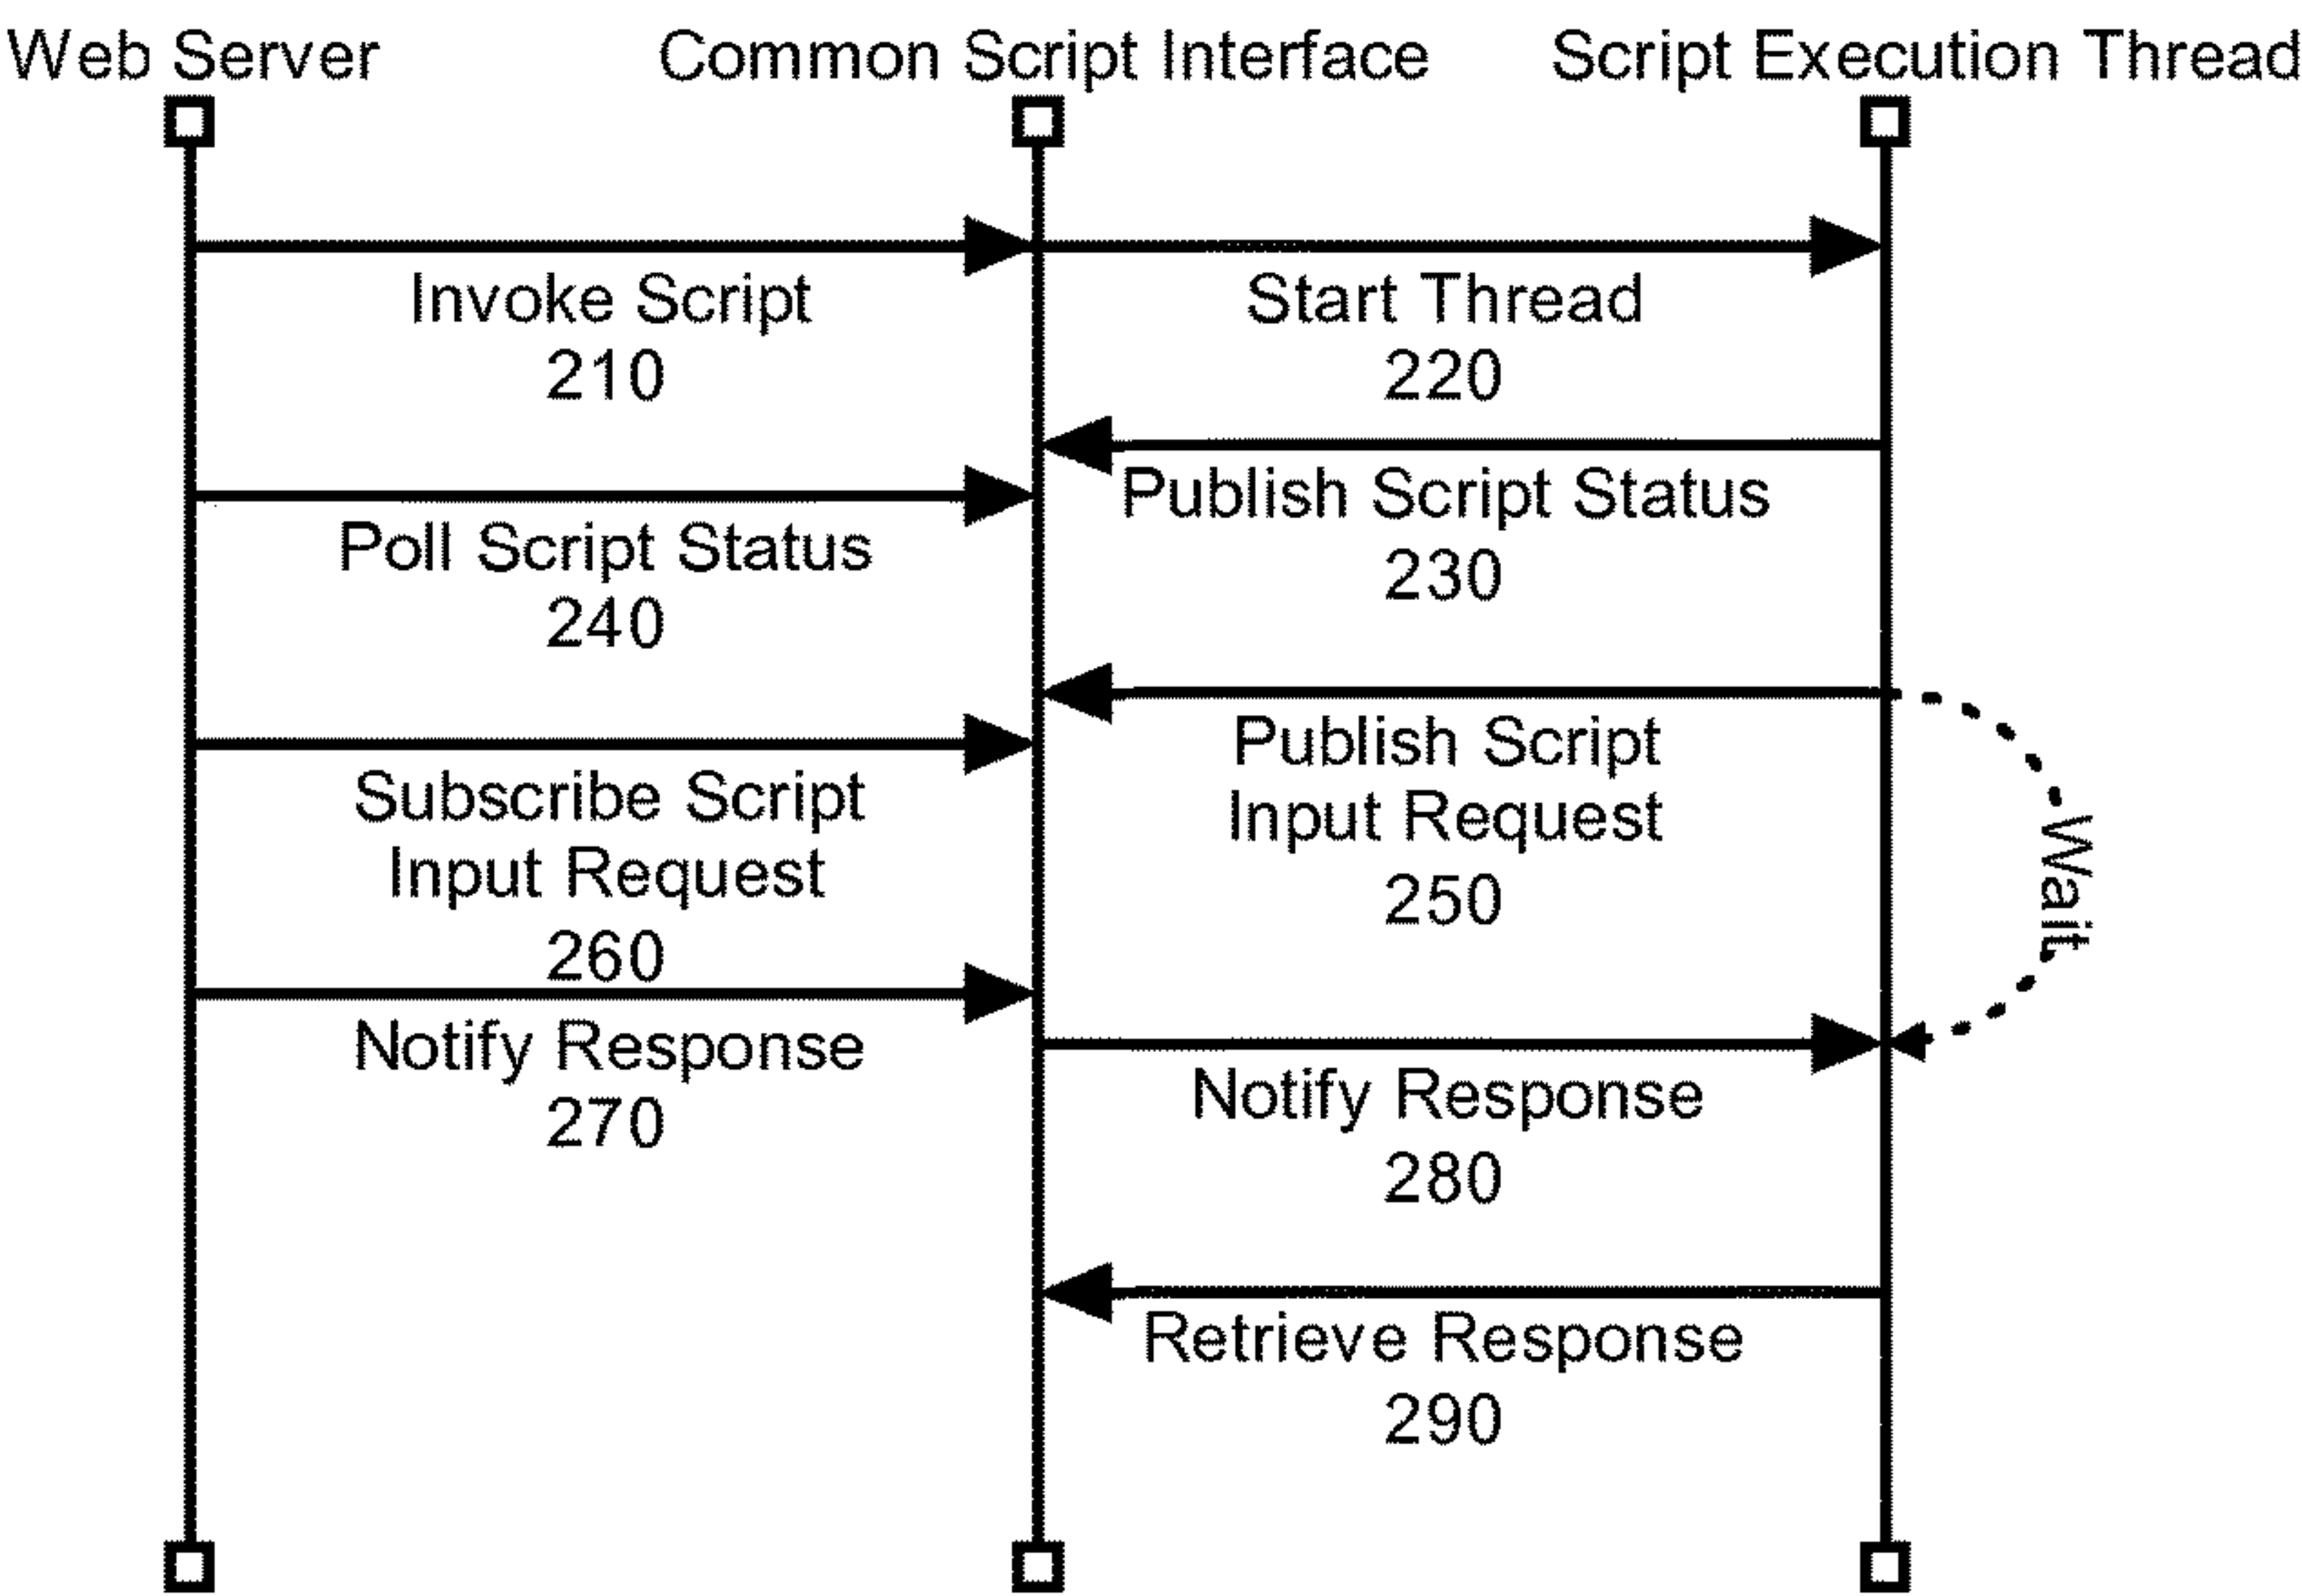 Web Server
Common Script Interface
Script Execution Thread
Invoke Script
210
Start Thread
220
Publish Script Status
230
Poll Script Status
240
Publish Script
Input Request
250
Wait
Subscribe Script
Input Request
260
Notify Response
270
Notify Response
280
Retrieve Response
290